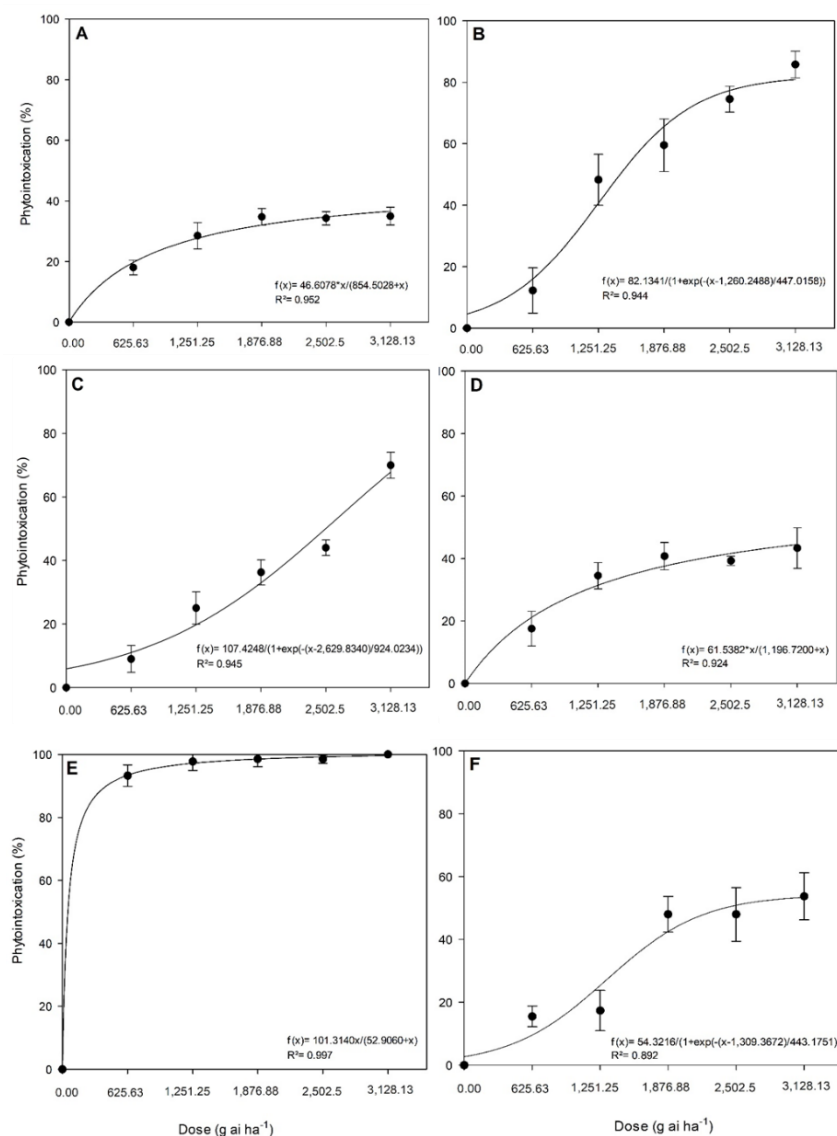 A
100
80
60
40
20
0
Phytointoxication (%)
f(x)= 46.6078*x/(854.5028+x)
R²= 0.952
0.00 625.63 1,251.25 1,876.88 2,502.5 3,128.13
B
100
80
60
40
20
0
f(x)= 82.1341/(1+exp(-(x-1,260.2488)/447.0158))
R²= 0.944
0.00 625.63 1,251.25 1,876.88 2,502.5 3,128.13
C
100
80
60
40
20
0
Phytointoxication (%)
f(x)= 107.4248/(1+exp(-(x-2,629.8340)/924.0234))
R²= 0.945
0.00 625.63 1,251.25 1,876.88 2,502.5 3,128.13
D
100
80
60
40
20
0
f(x)= 61.5382*x/(1,196.7200+x)
R²= 0.924
0.00 625.63 1,251.25 1,876.88 2,502.5 3,128.13
E
100
80
60
40
20
0
Phytointoxication (%)
f(x)= 101.3140x/(52.9060+x)
R²= 0.997
0.00 625.63 1,251.25 1,876.88 2,502.5 3,128.13
Dose (g ai ha⁻¹)
F
100
80
60
40
20
0
f(x)= 54.3216/(1+exp(-(x-1,309.3672)/443.1751)
R²= 0.892
0.00 625.63 1,251.25 1,876.88 2,502.5 3,128.13
Dose (g ai ha⁻¹)